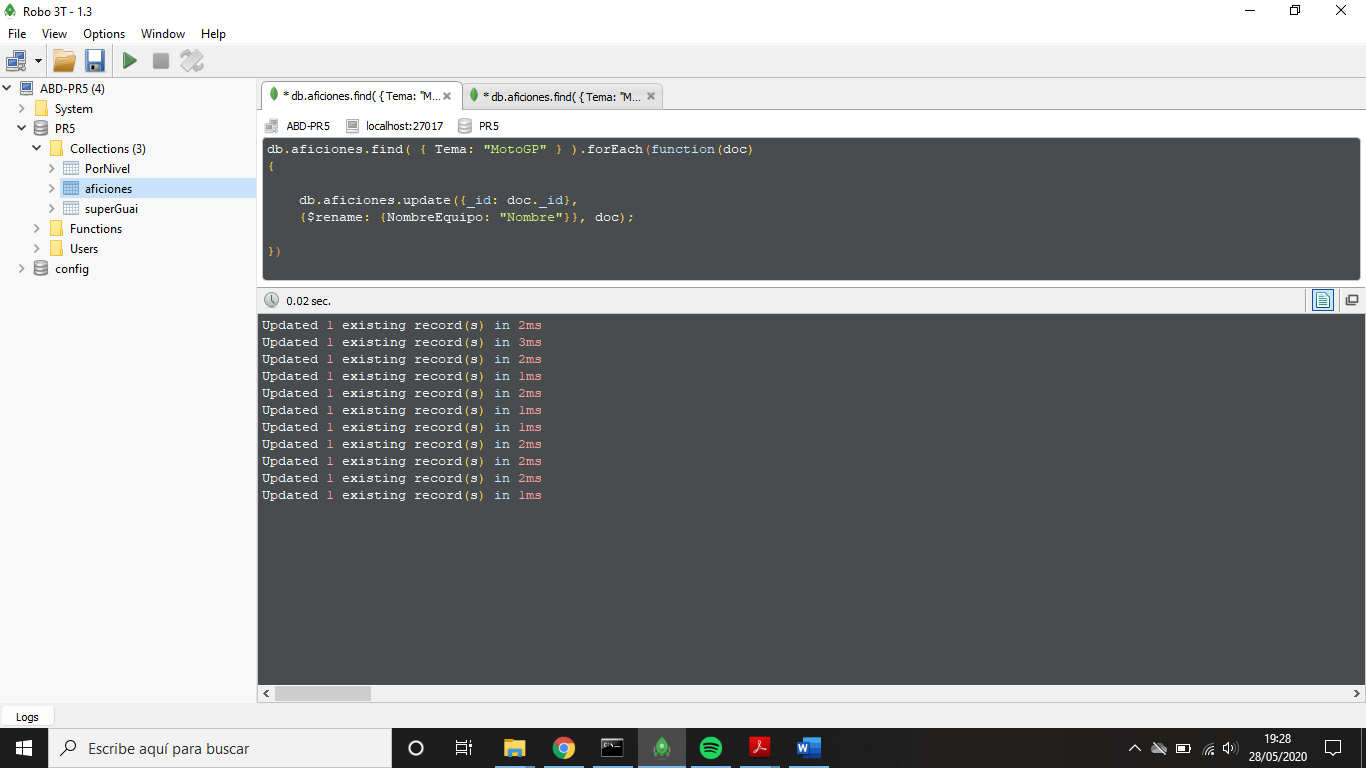 Robo 3T - 1.3
File View Options Window Help
ABD-PR5 (4)
System
PR5
Collections (3)
PorNivel
aficiones
superGuai
Functions
Users
config
* db.aficiones.find( { Tema: "M...
* db.aficiones.find( { Tema: "M...
ABD-PR5 localhost:27017 PR5
db.aficiones.find( { Tema: "MotoGP" } ).forEach(function(doc)
{
db.aficiones.update({_id: doc._id},
{$rename: {NombreEquipo: "Nombre"}}, doc);
})
0.02 sec.
Updated 1 existing record(s) in 2ms
Updated 1 existing record(s) in 3ms
Updated 1 existing record(s) in 2ms
Updated 1 existing record(s) in 1ms
Updated 1 existing record(s) in 2ms
Updated 1 existing record(s) in 1ms
Updated 1 existing record(s) in 1ms
Updated 1 existing record(s) in 2ms
Updated 1 existing record(s) in 2ms
Updated 1 existing record(s) in 2ms
Updated 1 existing record(s) in 1ms
Logs
Escribe aquí para buscar
19:28
28/05/2020